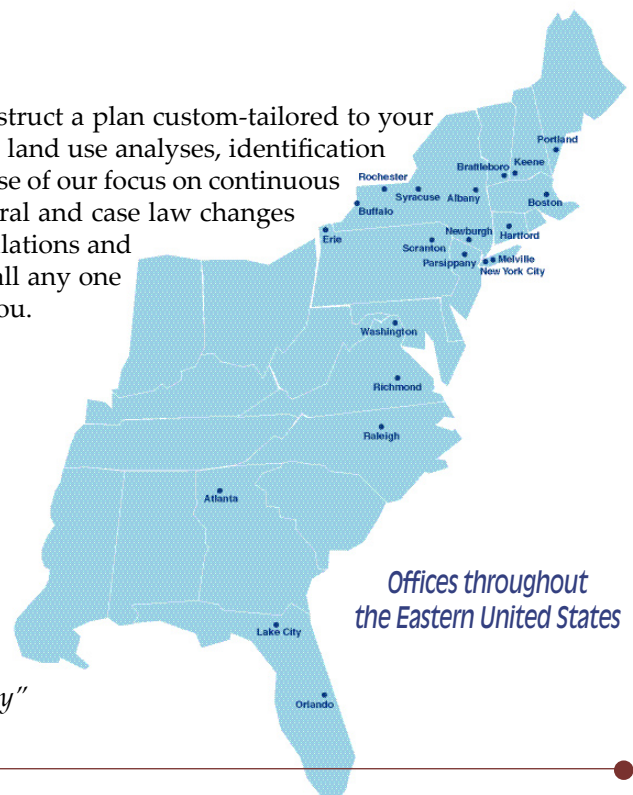 struct a plan custom-tailored to your
land use analyses, identification
se of our focus on continuous
ral and case law changes
lations and
all any one
ou.
Portland
Brattleboro Keene
Rochester
Syracuse Albany
Boston
Buffalo
Newburgh Hartford
Erie
Scranton
Melville
Parsippany
New York City
Washington
Richmond
Raleigh
Atlanta
Offices throughout
the Eastern United States
Lake City
y”
Orlando